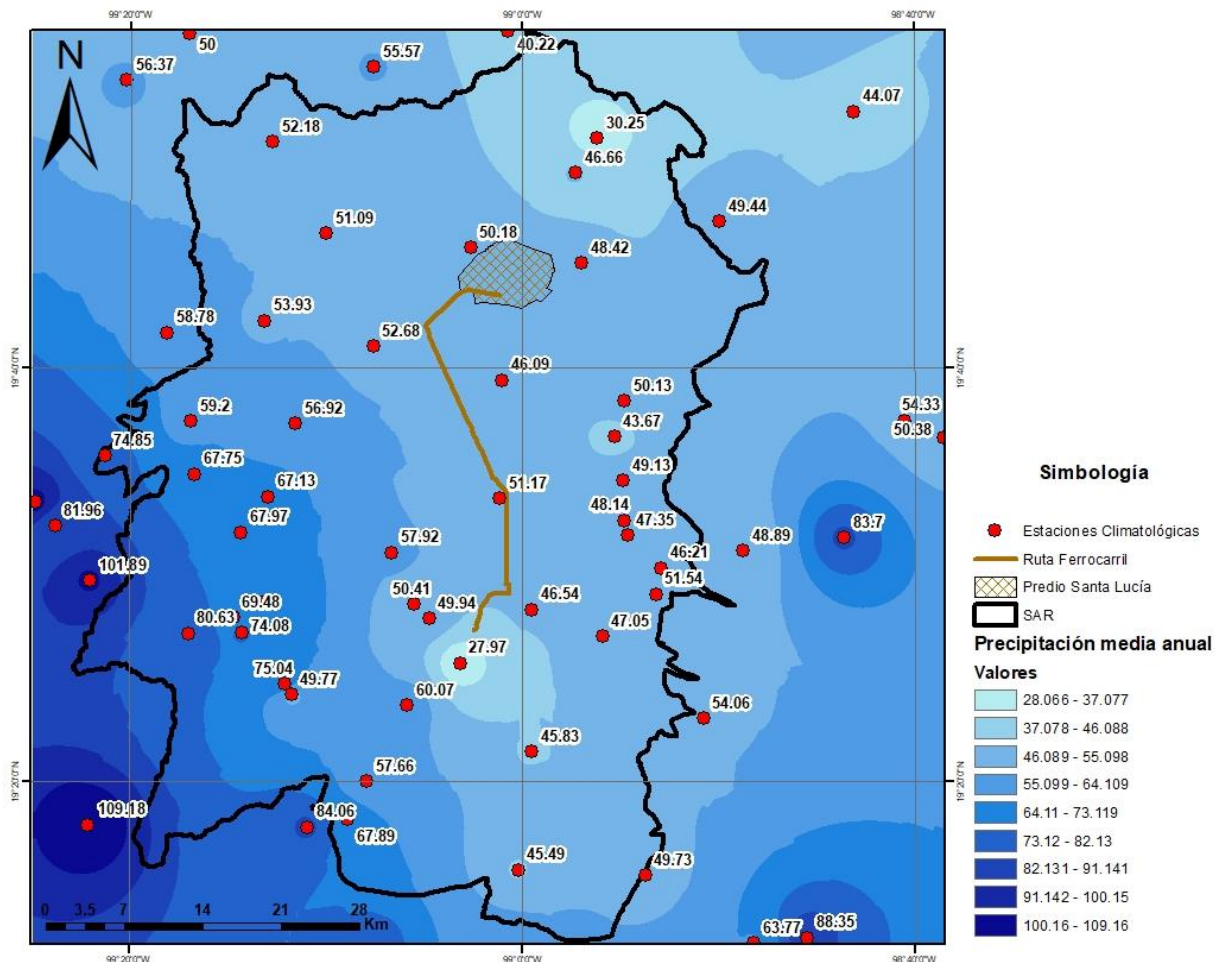 99°20'0"W
99°0'0"W
98°40'0"W
N
50
55.57
40.22
56.37
44.07
52.18
30.25
46.66
49.44
51.09
50.18
48.42
58.78
53.93
52.68
19°40'0"N
19°40'0"N
46.09
50.13
54.33
59.2
56.92
43.67
50.38
74.85
67.75
67.13
51.17
49.13
81.96
67.97
48.14
47.35
48.89
83.7
57.92
101.89
46.21
51.54
50.41
69.48
49.94
46.54
80.63
74.08
47.05
27.97
75.04
49.77
60.07
54.06
45.83
19°20'0"N
19°20'0"N
57.66
109.18
84.06
67.89
45.49
49.73
0 3.5 7 14 21 28
Km
63.77
88.35
99°20'0"W
99°0'0"W
98°40'0"W
Simbología
Estaciones Climatológicas
Ruta Ferrocarril
Predio Santa Lucía
SAR
Precipitación media anual
Valores
28.066 - 37.077
37.078 - 46.088
46.089 - 55.098
55.099 - 64.109
64.11 - 73.119
73.12 - 82.13
82.131 - 91.141
91.142 - 100.15
100.16 - 109.16